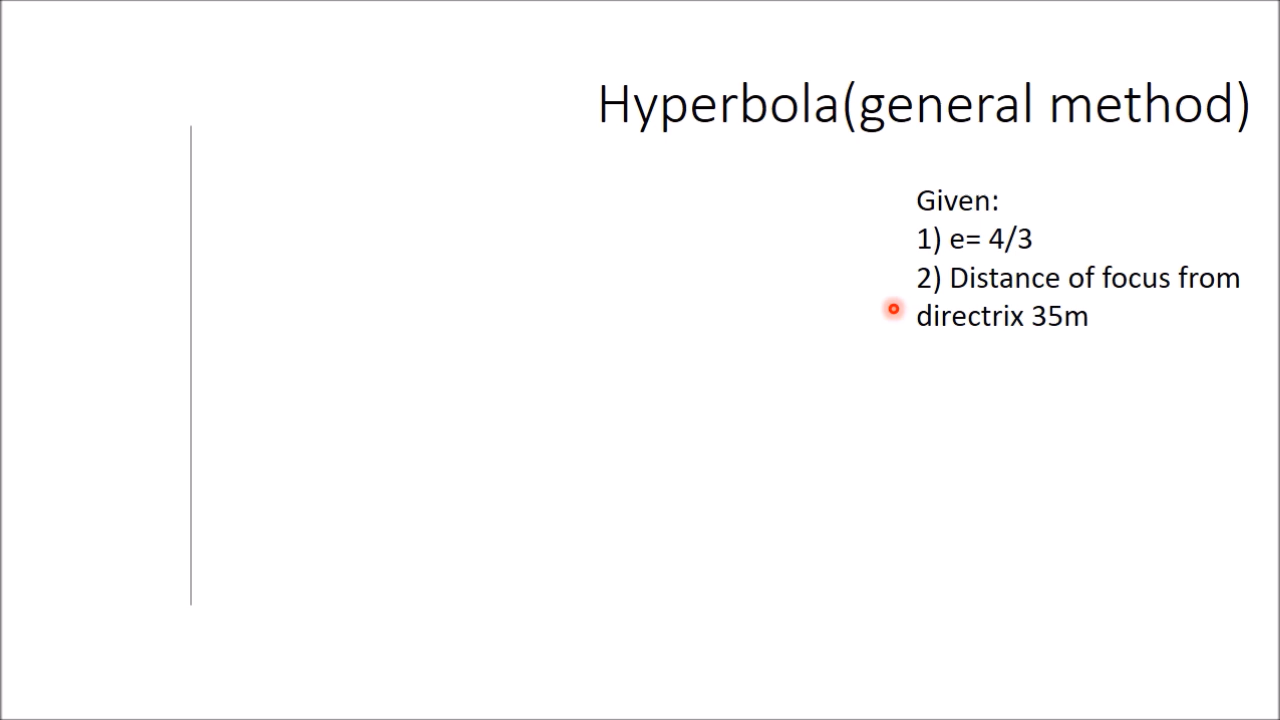 Hyperbola(general method)
Given:
1) e= 4/3
2) Distance of focus from
directrix 35m